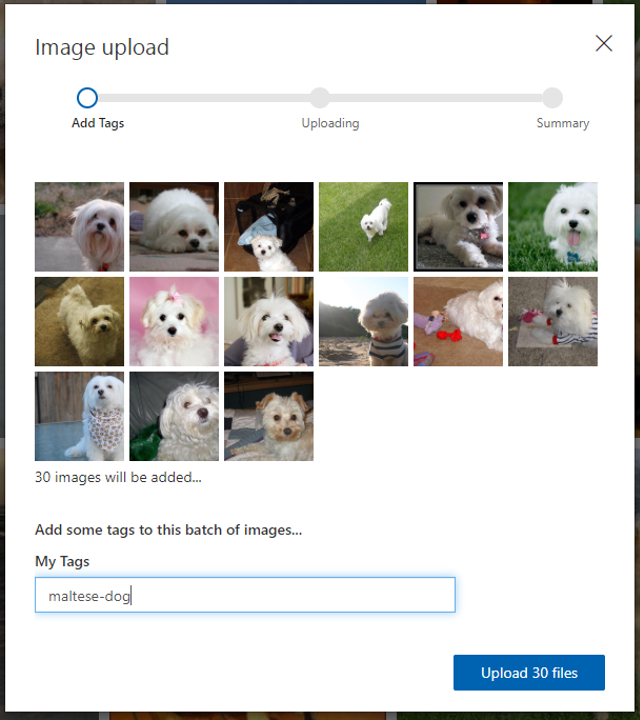 Image upload
Add Tags
Uploading
Summary
30 images will be added...
Add some tags to this batch of images...
My Tags
maltese-dog
Upload 30 files